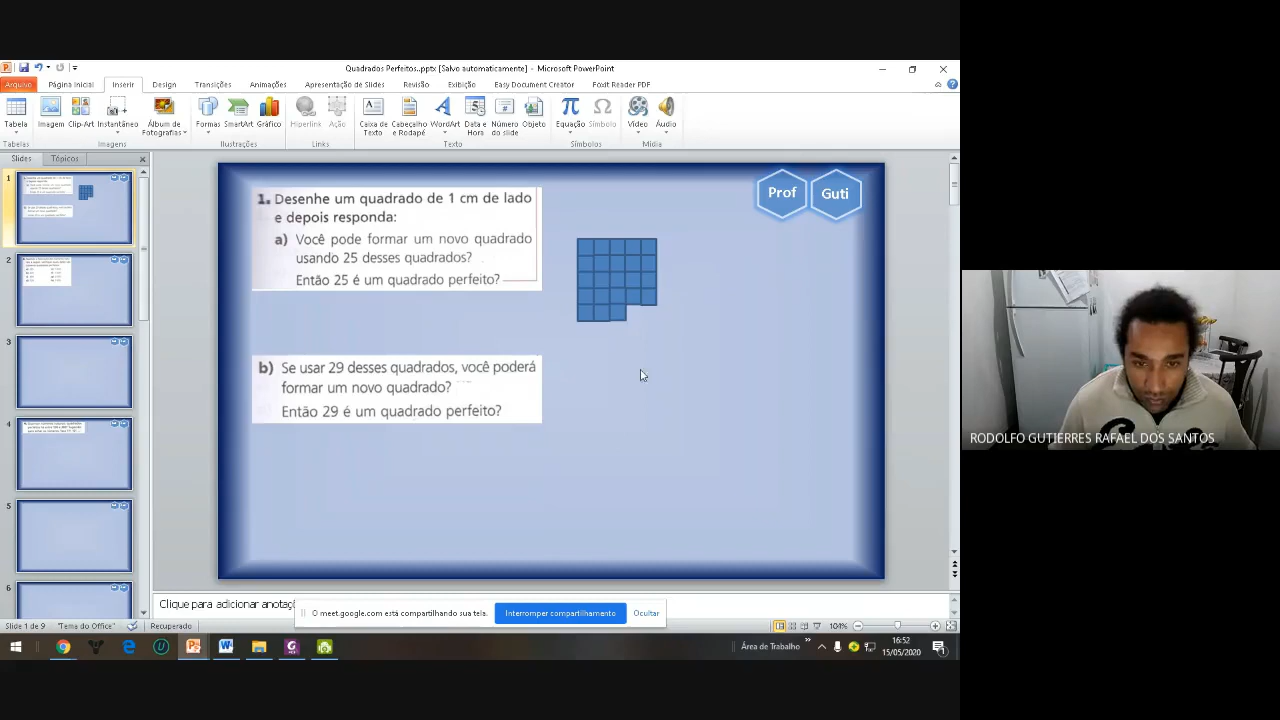 Quadrados Perfeitos..pptx [Salvo automaticamente] - Microsoft PowerPoint
Arquivo Página Inicial Inserir Design Transições Animações Apresentação de Slides Revisão Exibição Easy Document Creator Foxit Reader PDF
Tabela Imagem Clip-Art Instantâneo Álbum de Fotografias Formas SmartArt Gráfico Hiperlink Ação Caixa de Texto Cabeçalho e Rodapé WordArt Data e Hora Número do slide Objeto Equação Símbolo Vídeo Áudio
Tabelas Imagens Ilustrações Links Texto Símbolos Mídia
Slides Tópicos
1
2
3
4
5
6
Prof Guti
1. Desenhe um quadrado de 1 cm de lado
e depois responda:
a) Você pode formar um novo quadrado
usando 25 desses quadrados?
Então 25 é um quadrado perfeito?
b) Se usar 29 desses quadrados, você poderá
formar um novo quadrado?
Então 29 é um quadrado perfeito?
RODOLFO GUTIERRES RAFAEL DOS SANTOS
Clique para adicionar
O meet.google.com está compartilhando sua tela. Interromper compartilhamento Ocultar
Slide 1 de 9 "Tema do Office" Recuperado 104%
Área de Trabalho
16:52
15/05/2020